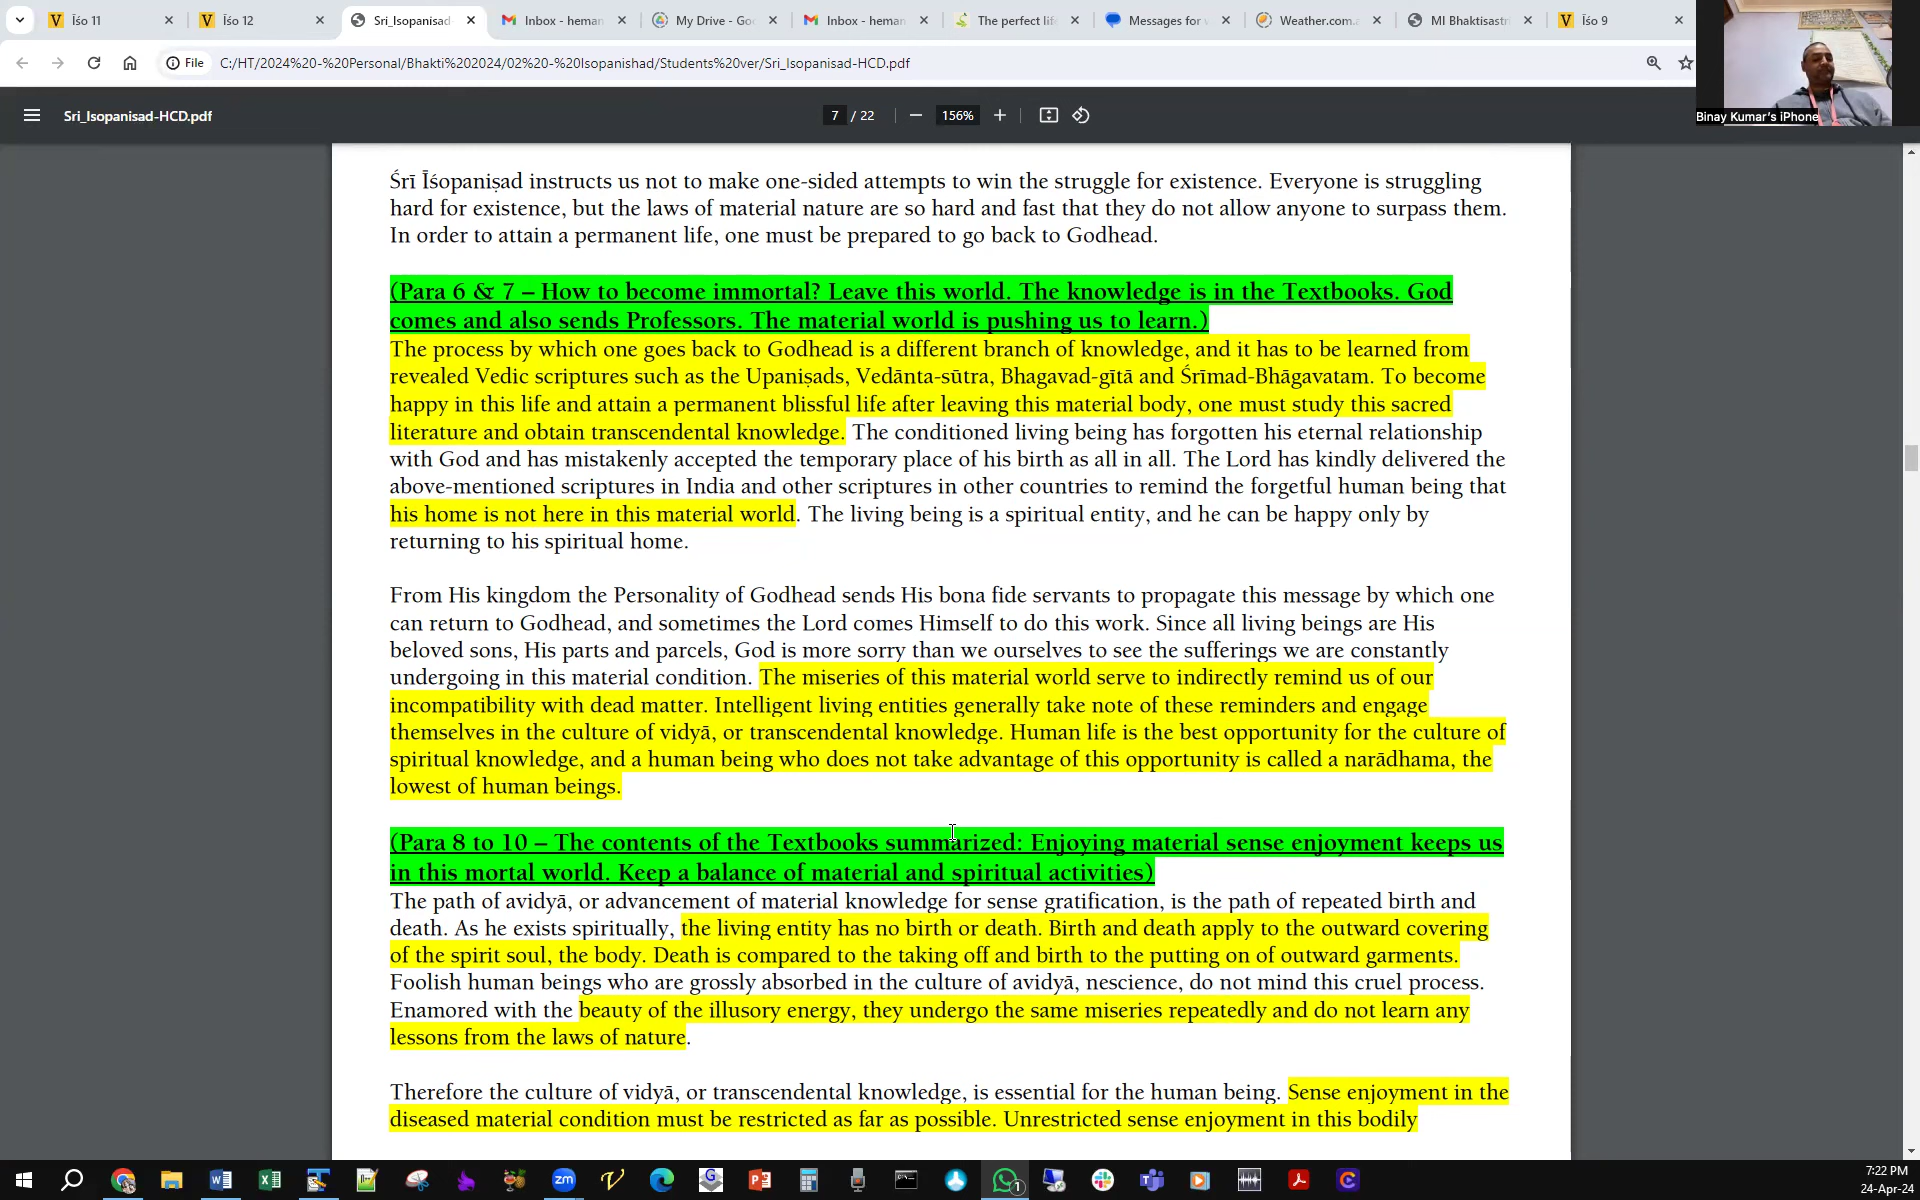 Īśo 11
Īśo 12
Sri_Isopanisad-
Inbox - heman
My Drive - Goo
Inbox - heman
The perfect lif
Messages for v
Weather.com.
MI Bhaktisastr
Īśo 9
File
C:/HT/2024%20-%20Personal/Bhakti%202024/02%20-%20Isopanishad/Students%20ver/Sri_Isopanisad-HCD.pdf
Binay Kumar's iPhone
Sri_Isopanisad-HCD.pdf
7 / 22
156%
Śrī Īśopaniṣad instructs us not to make one-sided attempts to win the struggle for existence. Everyone is struggling
hard for existence, but the laws of material nature are so hard and fast that they do not allow anyone to surpass them.
In order to attain a permanent life, one must be prepared to go back to Godhead.
(Para 6 & 7 – How to become immortal? Leave this world. The knowledge is in the Textbooks. God
comes and also sends Professors. The material world is pushing us to learn.)
The process by which one goes back to Godhead is a different branch of knowledge, and it has to be learned from
revealed Vedic scriptures such as the Upaniṣads, Vedānta-sūtra, Bhagavad-gītā and Śrīmad-Bhāgavatam. To become
happy in this life and attain a permanent blissful life after leaving this material body, one must study this sacred
literature and obtain transcendental knowledge. The conditioned living being has forgotten his eternal relationship
with God and has mistakenly accepted the temporary place of his birth as all in all. The Lord has kindly delivered the
above-mentioned scriptures in India and other scriptures in other countries to remind the forgetful human being that
his home is not here in this material world. The living being is a spiritual entity, and he can be happy only by
returning to his spiritual home.
From His kingdom the Personality of Godhead sends His bona fide servants to propagate this message by which one
can return to Godhead, and sometimes the Lord comes Himself to do this work. Since all living beings are His
beloved sons, His parts and parcels, God is more sorry than we ourselves to see the sufferings we are constantly
undergoing in this material condition. The miseries of this material world serve to indirectly remind us of our
incompatibility with dead matter. Intelligent living entities generally take note of these reminders and engage
themselves in the culture of vidyā, or transcendental knowledge. Human life is the best opportunity for the culture of
spiritual knowledge, and a human being who does not take advantage of this opportunity is called a narādhama, the
lowest of human beings.
(Para 8 to 10 – The contents of the Textbooks summarized: Enjoying material sense enjoyment keeps us
in this mortal world. Keep a balance of material and spiritual activities)
The path of avidyā, or advancement of material knowledge for sense gratification, is the path of repeated birth and
death. As he exists spiritually, the living entity has no birth or death. Birth and death apply to the outward covering
of the spirit soul, the body. Death is compared to the taking off and birth to the putting on of outward garments.
Foolish human beings who are grossly absorbed in the culture of avidyā, nescience, do not mind this cruel process.
Enamored with the beauty of the illusory energy, they undergo the same miseries repeatedly and do not learn any
lessons from the laws of nature.
Therefore the culture of vidyā, or transcendental knowledge, is essential for the human being. Sense enjoyment in the
diseased material condition must be restricted as far as possible. Unrestricted sense enjoyment in this bodily
7:22 PM
24-Apr-24